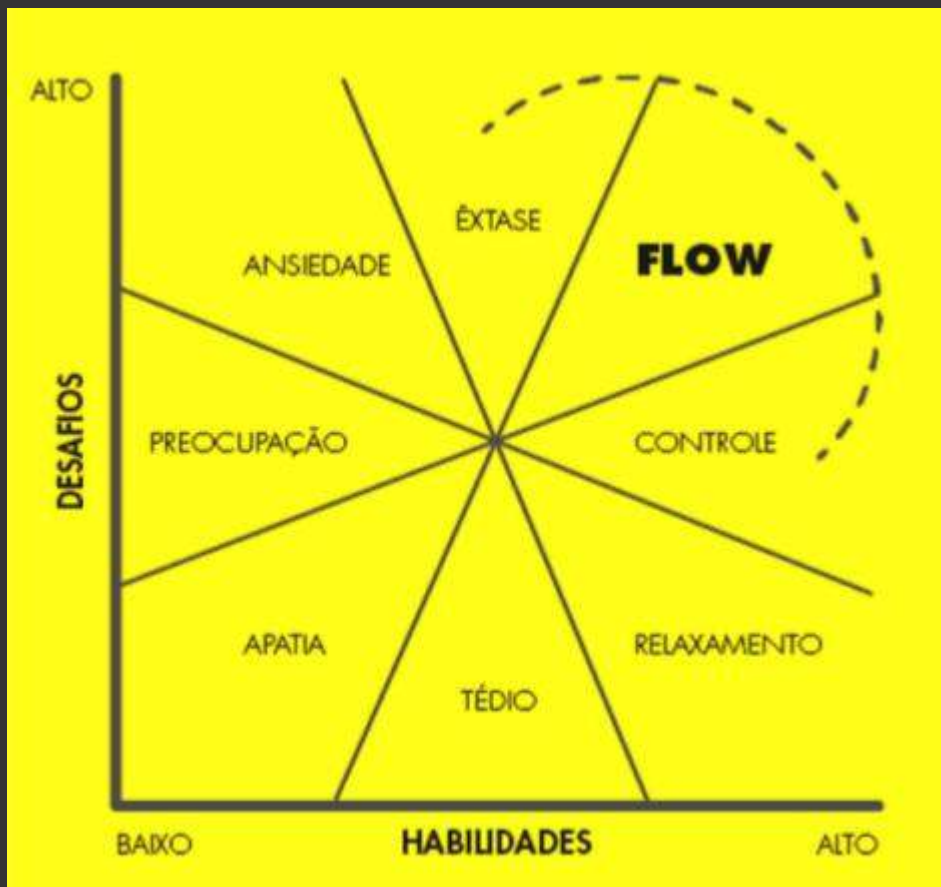 ALTO
ÊXTASE
ANSIEDADE
FLOW
DESAFIOS
PREOCUPAÇÃO
CONTROLE
APATIA
RELAXAMENTO
TÉDIO
BAIXO
HABILIDADES
ALTO